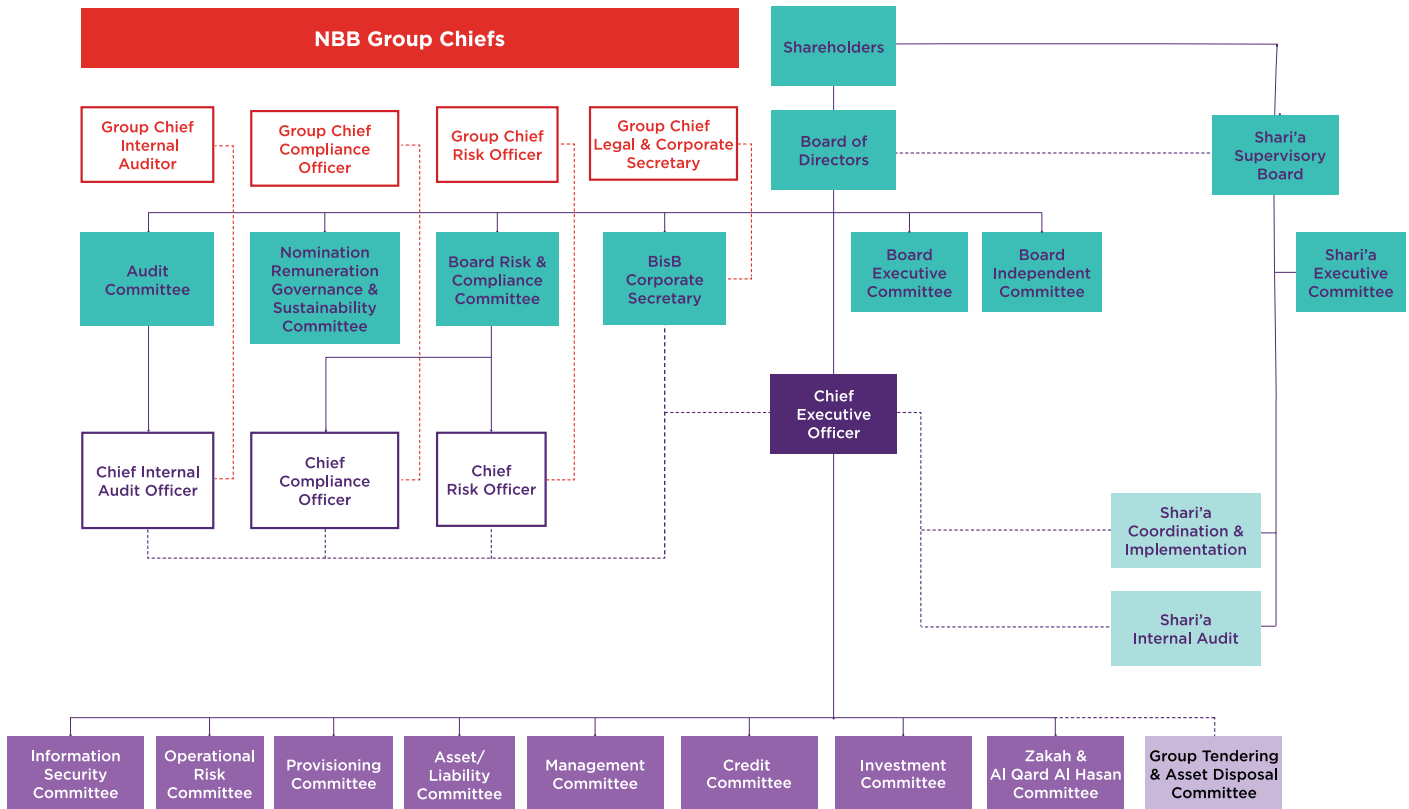 NBB Group Chiefs
Shareholders
Group Chief
Internal
Auditor
Group Chief
Compliance
Officer
Group Chief
Risk Officer
Group Chief
Legal & Corporate
Secretary
Board of
Directors
Shari’a
Supervisory
Board
Audit
Committee
Nomination
Remuneration
Governance &
Sustainability
Committee
Board Risk &
Compliance
Committee
BisB
Corporate
Secretary
Board
Executive
Committee
Board
Independent
Committee
Shari’a
Executive
Committee
Chief
Executive
Officer
Chief Internal
Audit Officer
Chief
Compliance
Officer
Chief
Risk Officer
Shari’a
Coordination &
Implementation
Shari’a
Internal Audit
Information
Security
Committee
Operational
Risk
Committee
Provisioning
Committee
Asset/
Liability
Committee
Management
Committee
Credit
Committee
Investment
Committee
Zakah &
Al Qard Al Hasan
Committee
Group Tendering
& Asset Disposal
Committee